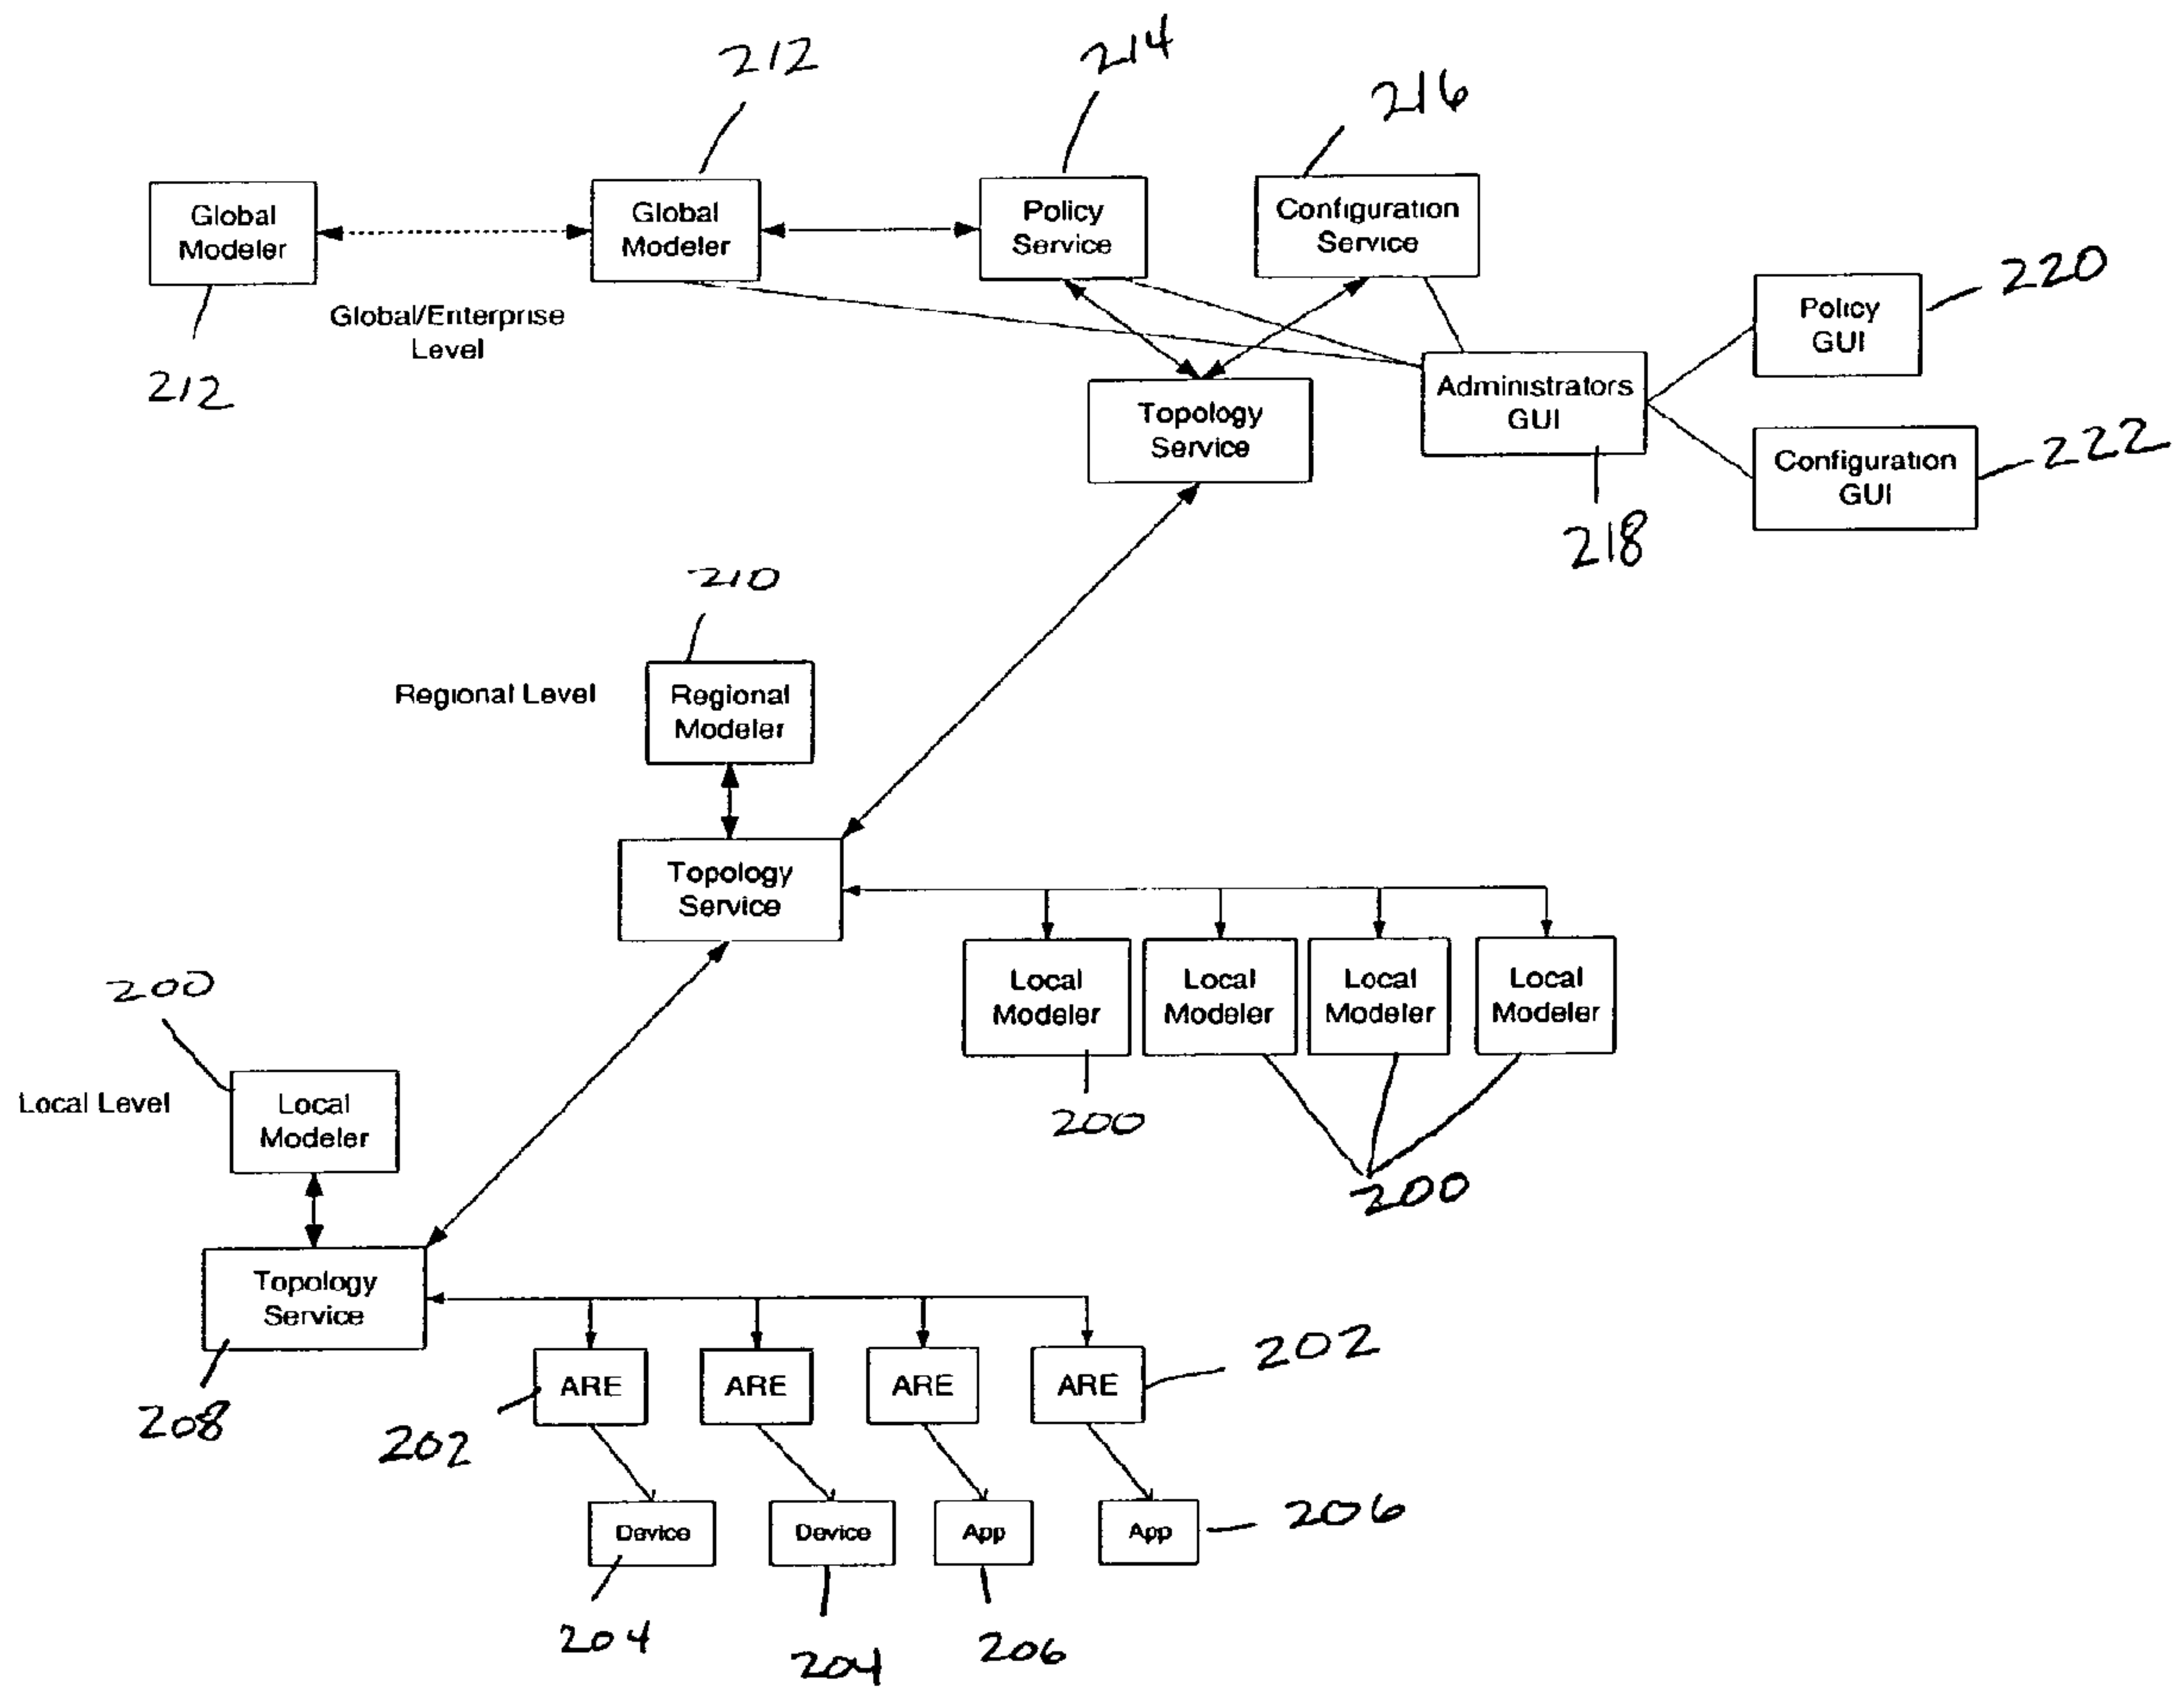 212
214
216
Global
Modeler
Global
Modeler
Policy
Service
Configuration
Service
220
Policy
GUI
Global/Enterprise
Level
212
Administrators
GUI
Topology
Service
222
Configuration
GUI
218
210
Regional Level
Regional
Modeler
Topology
Service
200
Local
Modeler
Local
Modeler
Local
Modeler
Local
Modeler
Local Level
Local
Modeler
200
200
Topology
Service
208
202
ARE
ARE
ARE
ARE
202
Device
Device
App
App
206
204
204
206